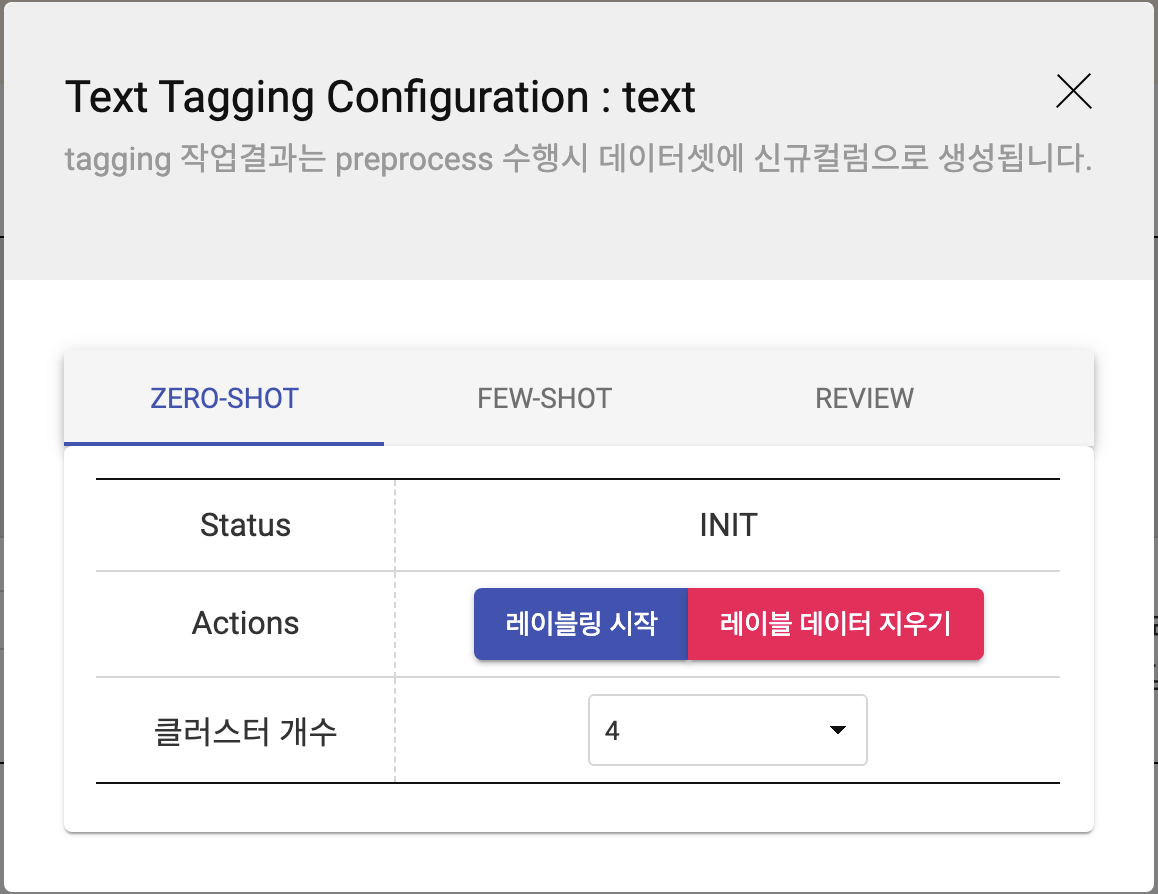 Text Tagging Configuration : text
tagging 작업결과는 preprocess 수행시 데이터셋에 신규컬럼으로 생성됩니다.
ZERO-SHOT FEW-SHOT REVIEW
Status INIT
Actions 레이블링 시작 레이블 데이터 지우기
클러스터 개수 4